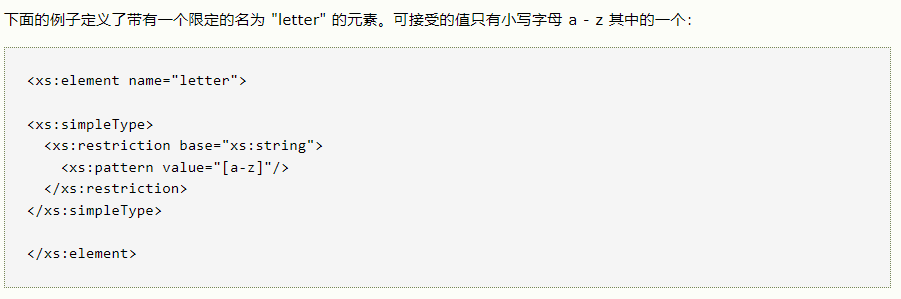 下面的例子定义了带有一个限定的名为 "letter" 的元素。可接受的值只有小写字母 a - z 其中的一个：
<xs:element name="letter">
<xs:simpleType>
<xs:restriction base="xs:string">
<xs:pattern value="[a-z]"/>
</xs:restriction>
</xs:simpleType>
</xs:element>